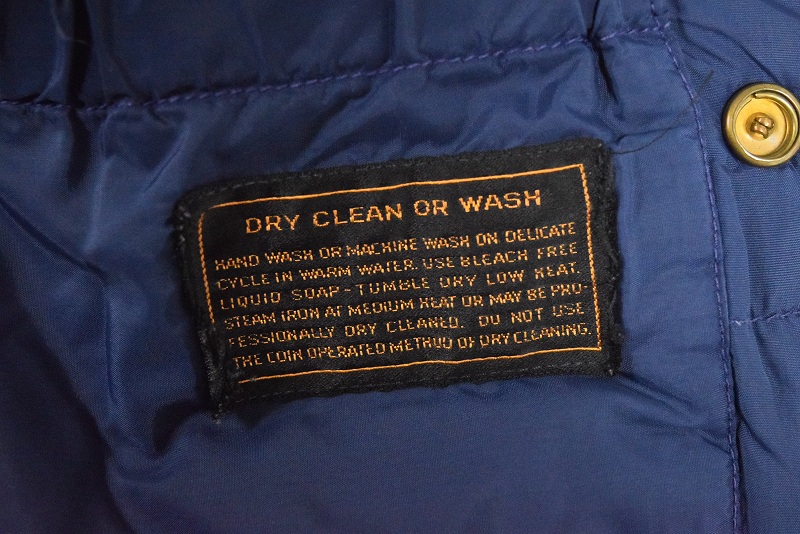 DRY CLEAN OR WASH
HAND WASH OR MACHINE WASH ON DELICATE
CYCLE IN WARM WATER. USE BLEACH FREE
LIQUID SOAP-TUMBLE DRY LOW HEAT.
STEAM IRON AT MEDIUM HEAT OR MAY BE PRO-
FESSIONALLY DRY CLEANED. DO NOT USE
THE COIN OPERATED METHOD OF DRY CLEANING.